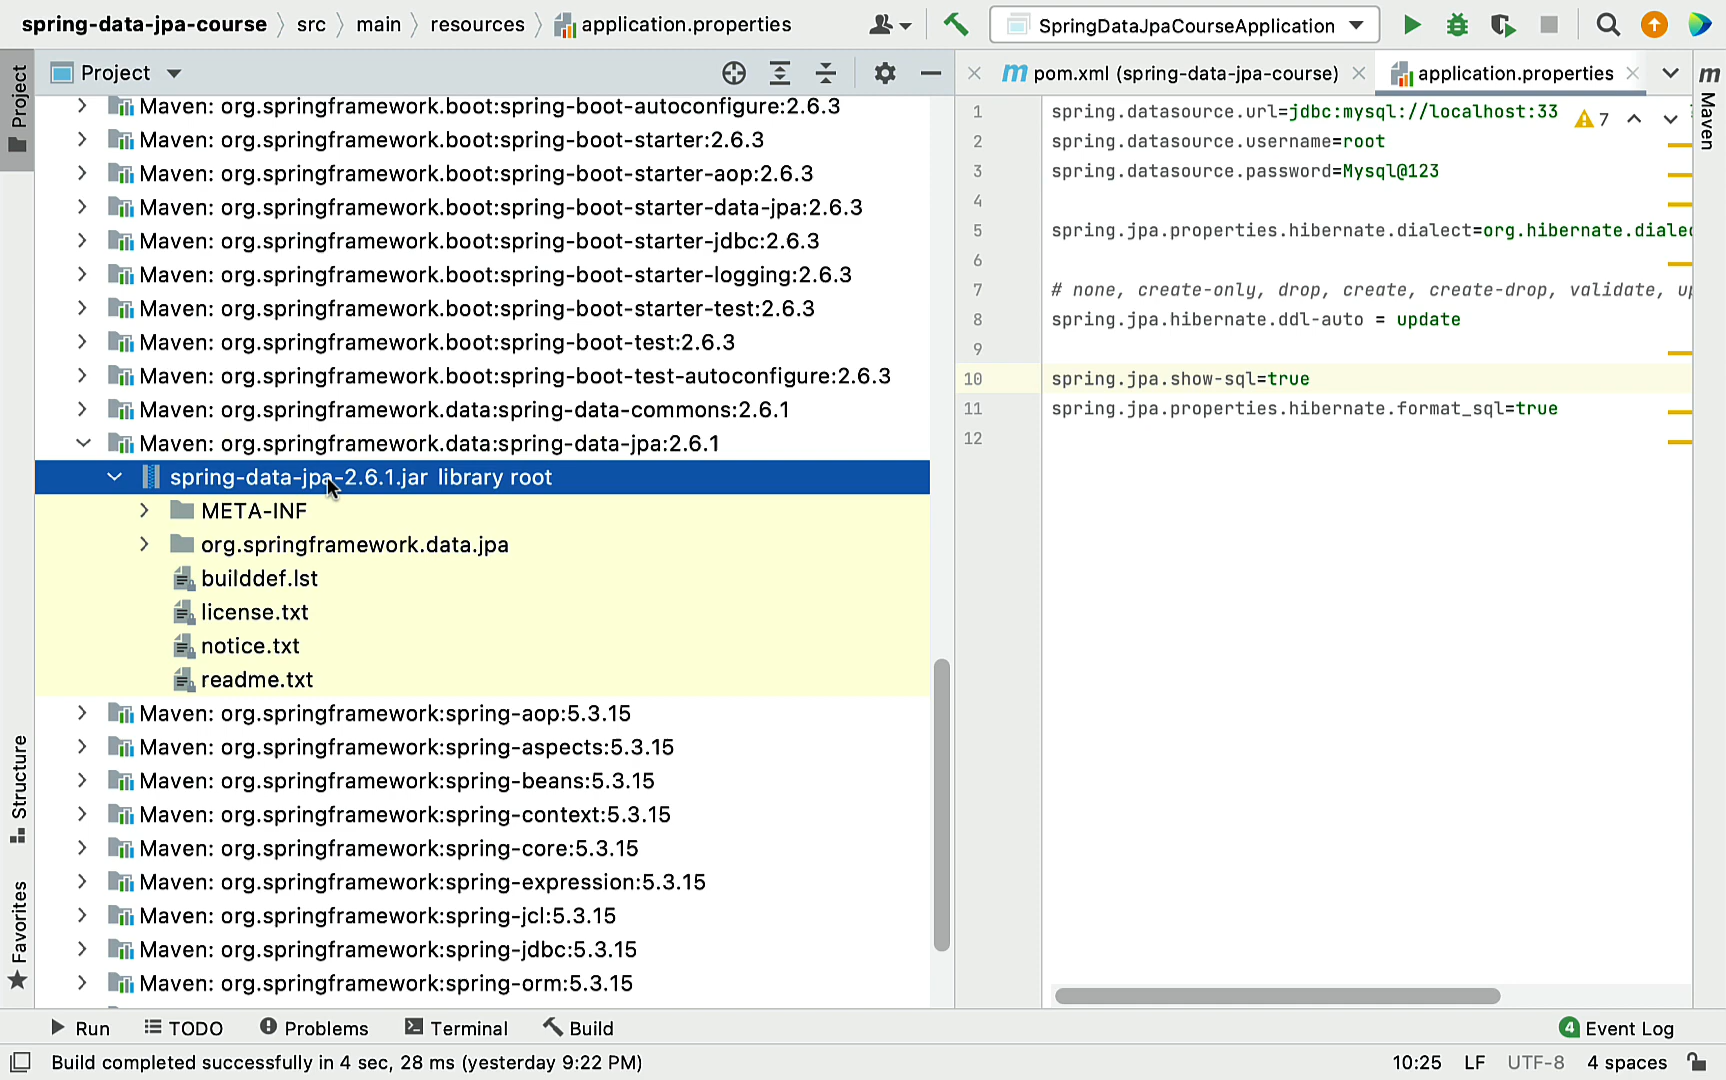 spring-data-jpa-course
src
main
resources
application.properties
SpringDataJpaCourseApplication
Project
pom.xml (spring-data-jpa-course)
application.properties
Project
Structure
Favorites
Maven: org.springframework.boot:spring-boot-autoconfigure:2.6.3
Maven: org.springframework.boot:spring-boot-starter:2.6.3
Maven: org.springframework.boot:spring-boot-starter-aop:2.6.3
Maven: org.springframework.boot:spring-boot-starter-data-jpa:2.6.3
Maven: org.springframework.boot:spring-boot-starter-jdbc:2.6.3
Maven: org.springframework.boot:spring-boot-starter-logging:2.6.3
Maven: org.springframework.boot:spring-boot-starter-test:2.6.3
Maven: org.springframework.boot:spring-boot-test:2.6.3
Maven: org.springframework.boot:spring-boot-test-autoconfigure:2.6.3
Maven: org.springframework.data:spring-data-commons:2.6.1
Maven: org.springframework.data:spring-data-jpa:2.6.1
spring-data-jpa-2.6.1.jar library root
META-INF
org.springframework.data.jpa
builddef.lst
license.txt
notice.txt
readme.txt
Maven: org.springframework:spring-aop:5.3.15
Maven: org.springframework:spring-aspects:5.3.15
Maven: org.springframework:spring-beans:5.3.15
Maven: org.springframework:spring-context:5.3.15
Maven: org.springframework:spring-core:5.3.15
Maven: org.springframework:spring-expression:5.3.15
Maven: org.springframework:spring-jcl:5.3.15
Maven: org.springframework:spring-jdbc:5.3.15
Maven: org.springframework:spring-orm:5.3.15
1 spring.datasource.url=jdbc:mysql://localhost:33
7
2 spring.datasource.username=root
3 spring.datasource.password=Mysql@123
4
5 spring.jpa.properties.hibernate.dialect=org.hibernate.dialec
6
7 # none, create-only, drop, create, create-drop, validate, up
8 spring.jpa.hibernate.ddl-auto = update
9
10 spring.jpa.show-sql=true
11 spring.jpa.properties.hibernate.format_sql=true
12
m
Maven
Run
TODO
Problems
Terminal
Build
4 Event Log
Build completed successfully in 4 sec, 28 ms (yesterday 9:22 PM)
10:25
LF
UTF-8
4 spaces